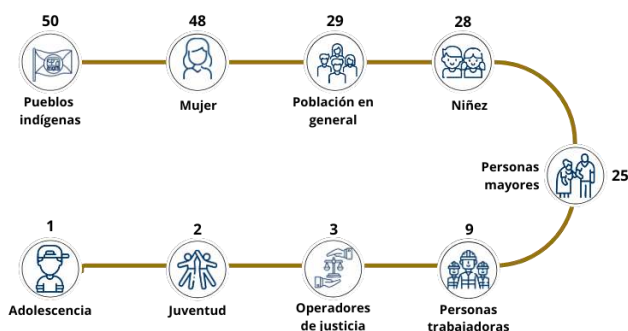 50
Pueblos
indígenas
48
Mujer
29
Población en
general
28
Niñez
Personas
mayores
25
9
Personas
trabajadoras
3
Operadores
de justicia
2
Juventud
1
Adolescencia